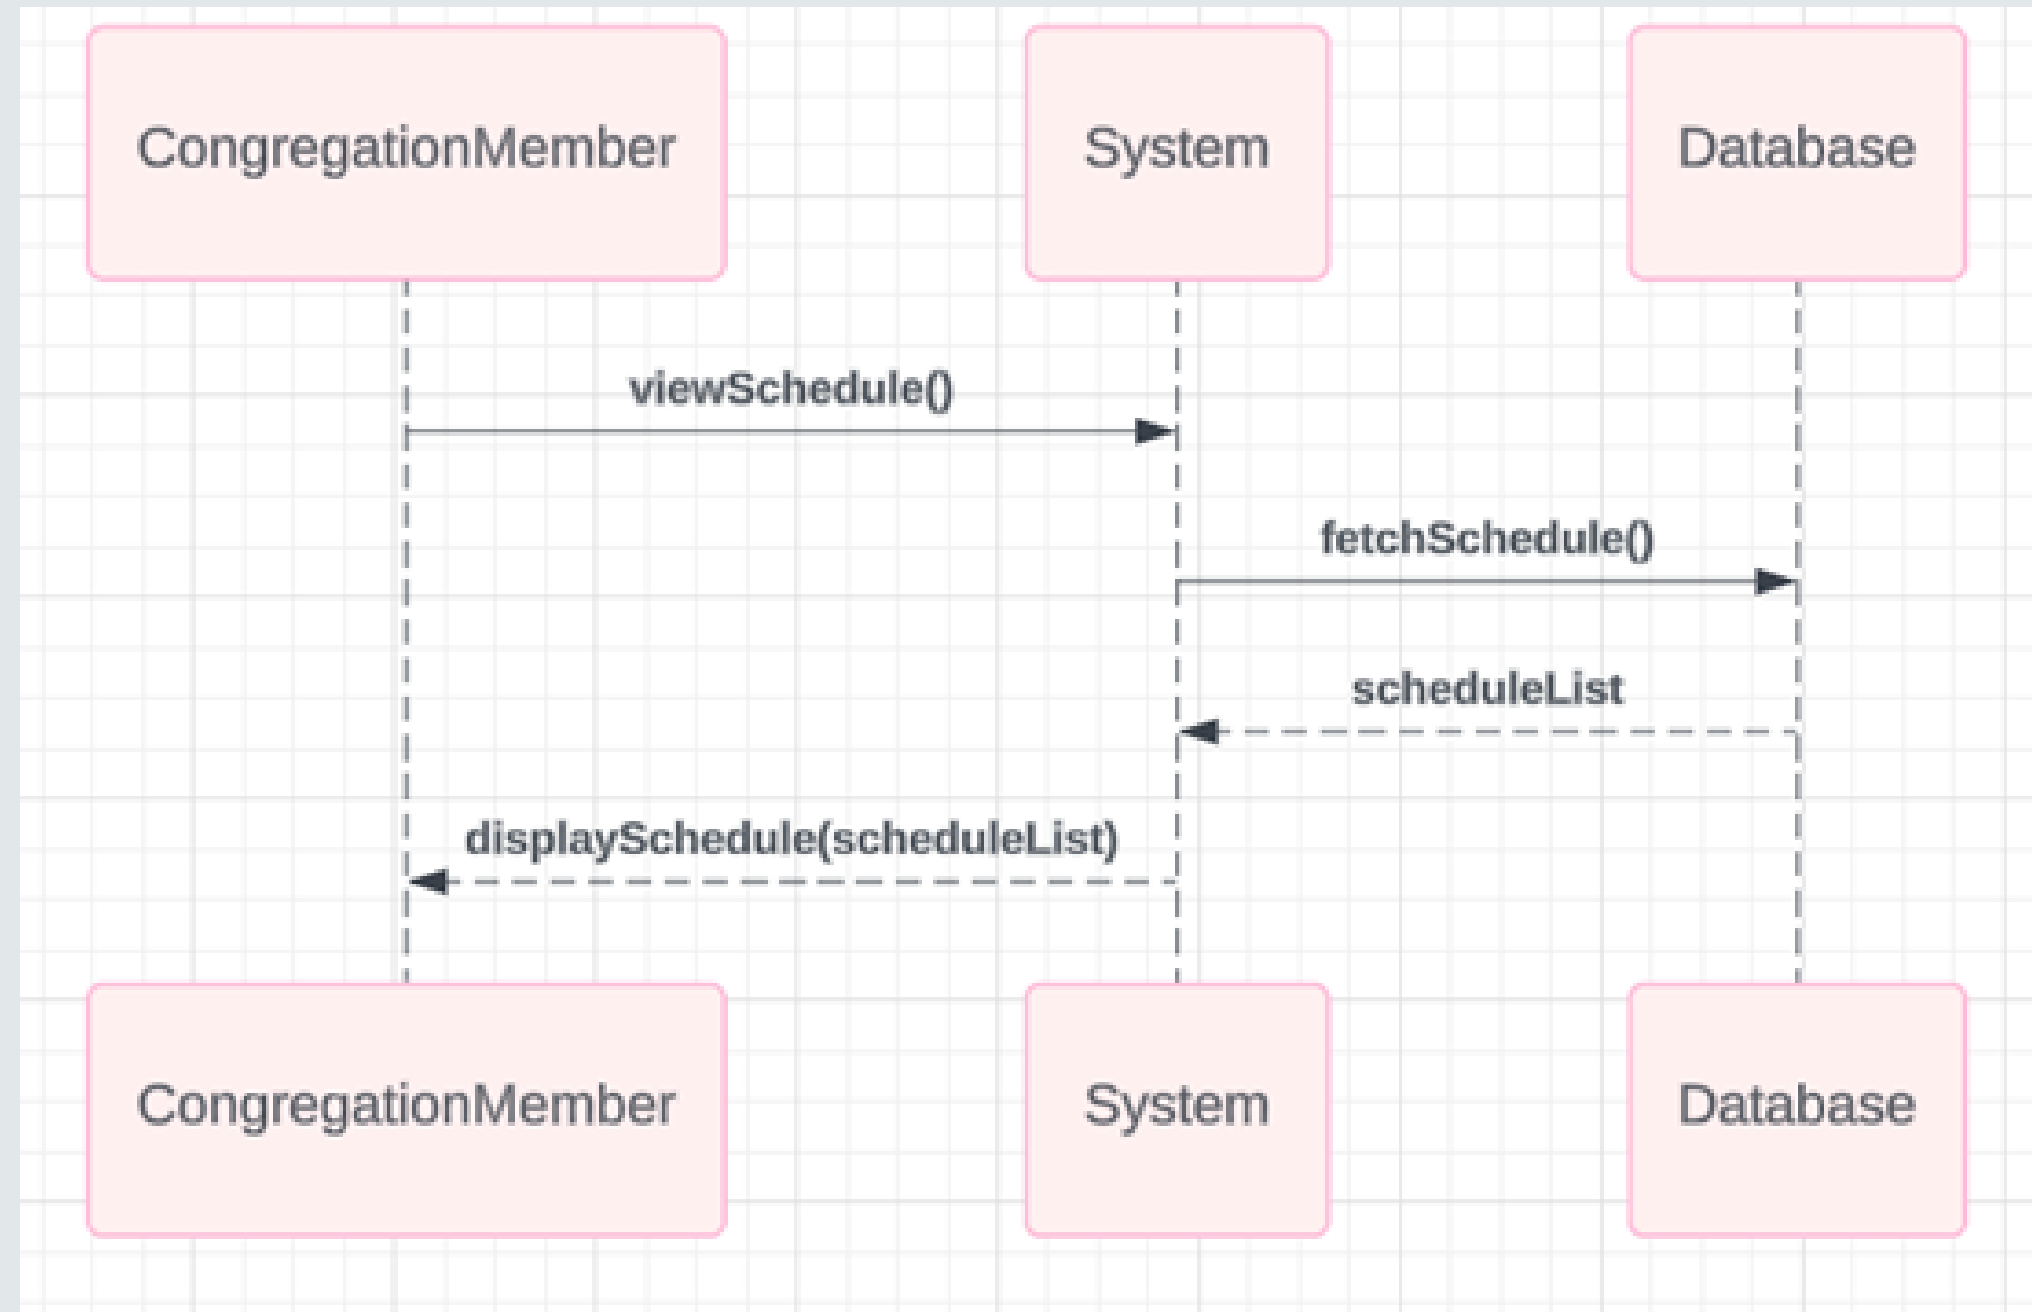 CongregationMember
System
Database
viewSchedule()
fetchSchedule()
scheduleList
displaySchedule(scheduleList)
CongregationMember
System
Database